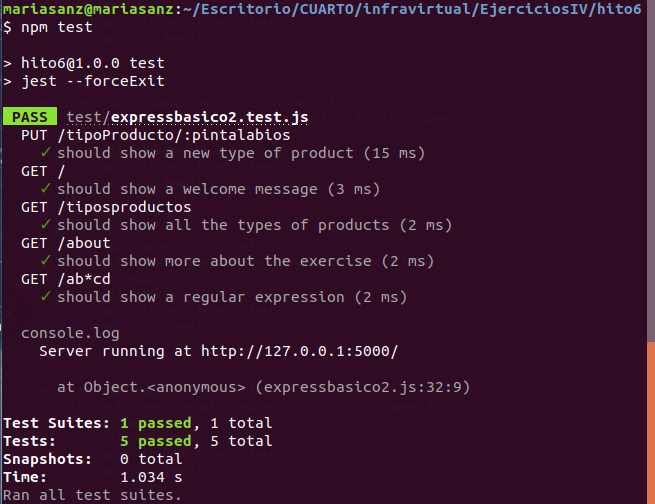 mariasanz@mariasanz:~/Escritorio/CUARTO/infravirtual/EjerciciosIV/hito6
$ npm test
> hito6@1.0.0 test
> jest --forceExit
PASS test/expressbasico2.test.js
PUT /tipoProducto/:pintalabios
✓ should show a new type of product (15 ms)
GET /
✓ should show a welcome message (3 ms)
GET /tiposproductos
✓ should show all the types of products (2 ms)
GET /about
✓ should show more about the exercise (2 ms)
GET /ab*cd
✓ should show a regular expression (2 ms)
console.log
Server running at http://127.0.0.1:5000/
at Object.<anonymous> (expressbasico2.js:32:9)
Test Suites: 1 passed, 1 total
Tests: 5 passed, 5 total
Snapshots: 0 total
Time: 1.034 s
Ran all test suites.